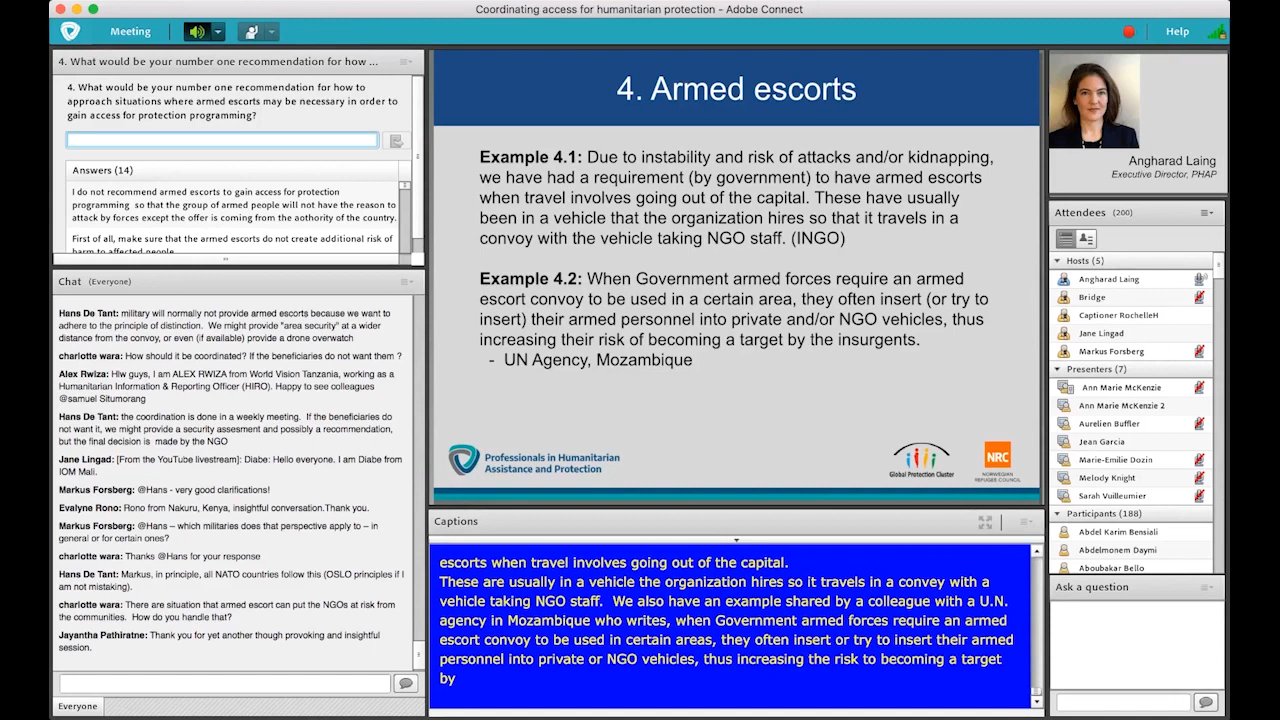 Coordinating access for humanitarian protection - Adobe Connect
Meeting
Help
4. What would be your number one recommendation for how ...
4. What would be your number one recommendation for how to
approach situations where armed escorts may be necessary in order to
gain access for protection programming?
Answers (14)
I do not recommend armed escorts to gain access for protection
programming so that the group of armed people will not have the reason to
attack by forces except the offer is coming from the aothority of the country.
First of all, make sure that the armed escorts do not create additional risk of
harm to affected people
Chat (Everyone)
Hans De Tant: military will normally not provide armed escorts because we want to
adhere to the principle of distinction. We might provide "area security" at a wider
distance from the convoy, or even (if available) provide a drone overwatch
charlotte wara: How should it be coordinated? If the beneficiaries do not want them ?
Alex Rwiza: Hiw guys, I am ALEX RWIZA from World Vision Tanzania, working as a
Humanitarian Information & Reporting Officer (HIRO). Happy to see colleagues
@samuel Situmorang
Hans De Tant: the coordination is done in a weekly meeting. If the beneficiaries do
not want it, we might provide a security assesment and possibly a recommendation,
but the final decision is made by the NGO
Jane Lingad: [From the YouTube livestream]: Diabe: Hello everyone. I am Diabe from
IOM Mali.
Markus Forsberg: @Hans - very good clarifications!
Evalyne Rono: Rono from Nakuru, Kenya, insightful conversation.Thank you.
Markus Forsberg: @Hans – which militaries does that perspective apply to – in
general or for certain ones?
charlotte wara: Thanks @Hans for your response
Hans De Tant: Markus, in principle, all NATO countries follow this (OSLO principles if I
am not mistaking).
charlotte wara: There are situation that armed escort can put the NGOs at risk from
the communities. How do you handle that?
Jayantha Pathiratne: Thank you for yet another though provoking and insightful
session.
Everyone
4. Armed escorts
Example 4.1: Due to instability and risk of attacks and/or kidnapping,
we have had a requirement (by government) to have armed escorts
when travel involves going out of the capital. These have usually
been in a vehicle that the organization hires so that it travels in a
convoy with the vehicle taking NGO staff. (INGO)
Example 4.2: When Government armed forces require an armed
escort convoy to be used in a certain area, they often insert (or try to
insert) their armed personnel into private and/or NGO vehicles, thus
increasing their risk of becoming a target by the insurgents.
- UN Agency, Mozambique
Professionals in Humanitarian
Assistance and Protection
Global Protection Cluster
NRC
NORWEGIAN
REFUGEE COUNCIL
Captions
escorts when travel involves going out of the capital.
These are usually in a vehicle the organization hires so it travels in a convey with a
vehicle taking NGO staff. We also have an example shared by a colleague with a U.N.
agency in Mozambique who writes, when Government armed forces require an armed
escort convoy to be used in certain areas, they often insert or try to insert their armed
personnel into private or NGO vehicles, thus increasing the risk to becoming a target
by
Angharad Laing
Executive Director, PHAP
Attendees (200)
Hosts (5)
Angharad Laing
Bridge
Captioner RochelleH
Jane Lingad
Markus Forsberg
Presenters (7)
Ann Marie McKenzie
Ann Marie McKenzie 2
Aurelien Buffler
Jean Garcia
Marie-Emilie Dozin
Melody Knight
Sarah Vuilleumier
Participants (188)
Abdel Karim Bensiali
Abdelmonem Daymi
Aboubakar Bello
Ask a question